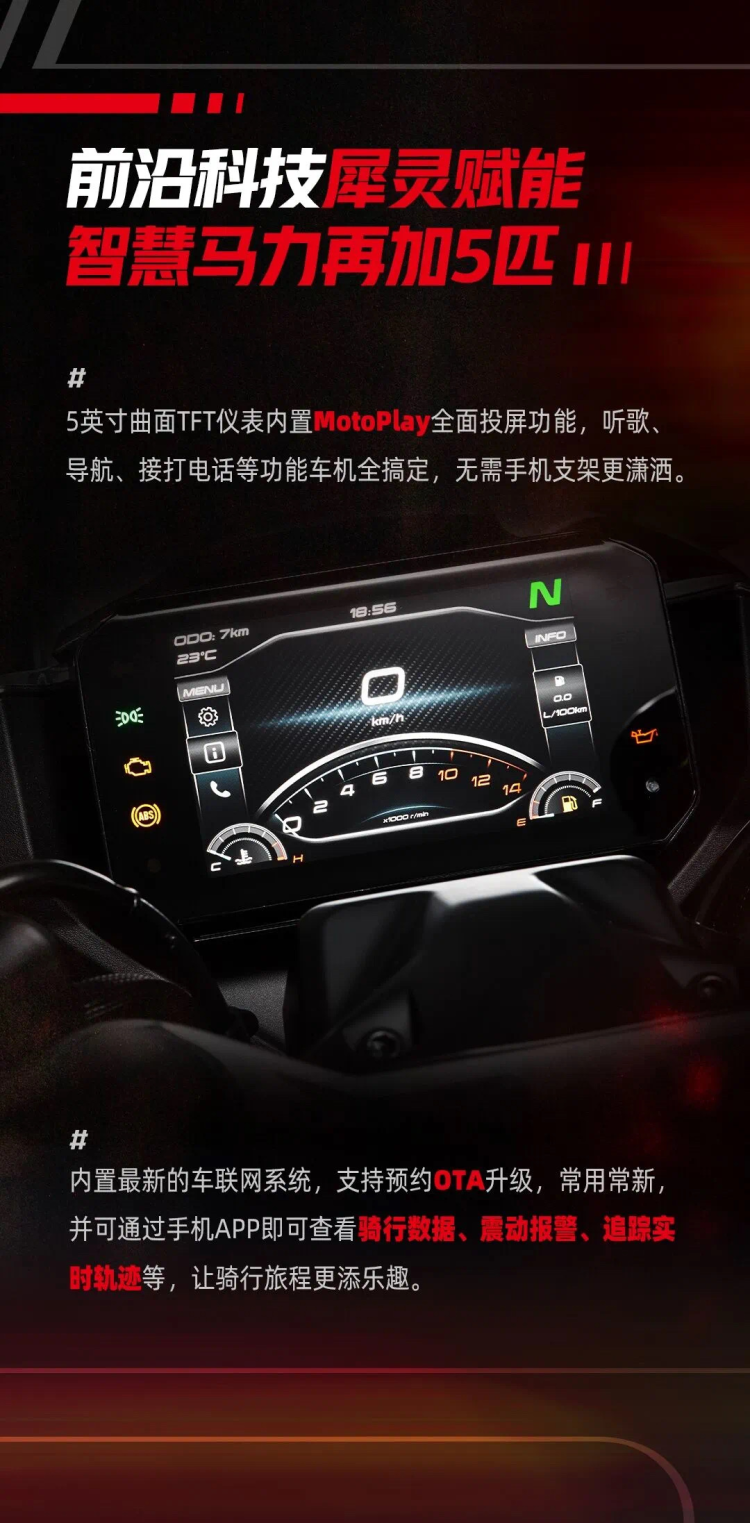 前沿科技犀灵赋能
智慧马力再加5匹
#
5英寸曲面TFT仪表内置MotoPlay全面投屏功能，听歌、
导航、接打电话等功能车机全搞定，无需手机支架更潇洒。
ODO: 7km
18:56
N
23°C
INFO
MENU
0
km/h
0.0
L/100km
ABS
0 2 4 6 8 10 12 14
x1000 r/min
C
H
E
F
#
内置最新的车联网系统，支持预约OTA升级，常用常新，
并可通过手机APP即可查看骑行数据、震动报警、追踪实
时轨迹等，让骑行旅程更添乐趣。